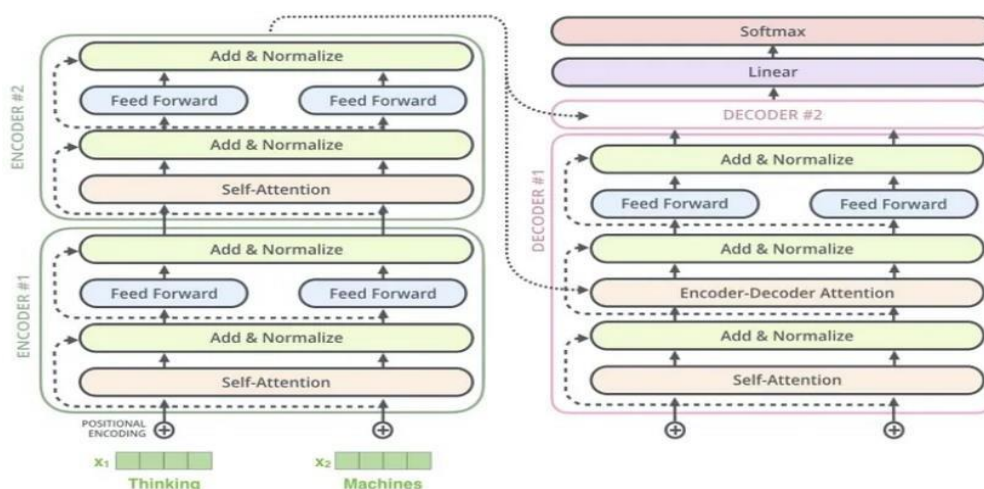 ENCODER #2
Add & Normalize
Feed Forward Feed Forward
Add & Normalize
Self-Attention
ENCODER #1
Add & Normalize
Feed Forward Feed Forward
Add & Normalize
Self-Attention
POSITIONAL
ENCODING
x₁ x₂
Thinking Machines
Softmax
Linear
DECODER #2
DECODER #1
Add & Normalize
Feed Forward Feed Forward
Add & Normalize
Encoder-Decoder Attention
Add & Normalize
Self-Attention